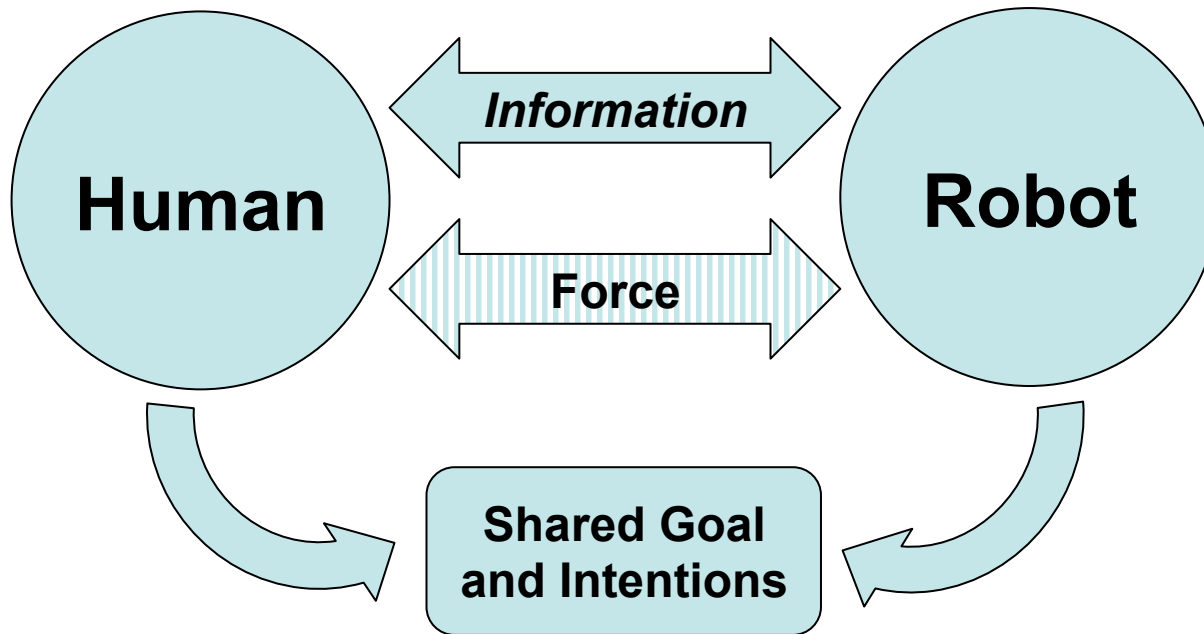 Information
Human
Robot
Force
Shared Goal
and Intentions